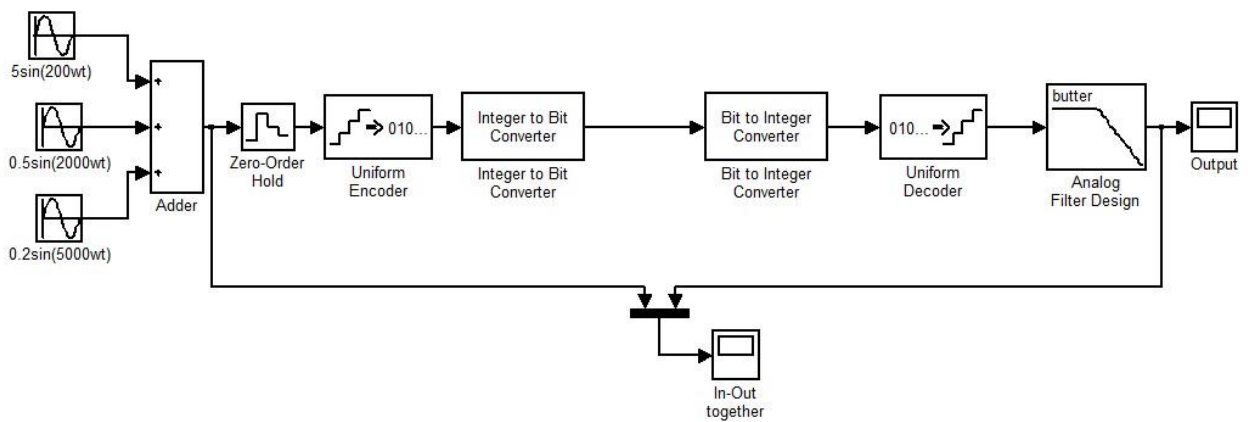 5sin(200wt)
0.5sin(2000wt)
0.2sin(5000wt)
+
+
+
Adder
Zero-Order
Hold
010...
Uniform
Encoder
Integer to Bit
Converter
Integer to Bit
Converter
Bit to Integer
Converter
Bit to Integer
Converter
010...
Uniform
Decoder
butter
Analog
Filter Design
Output
In-Out
together